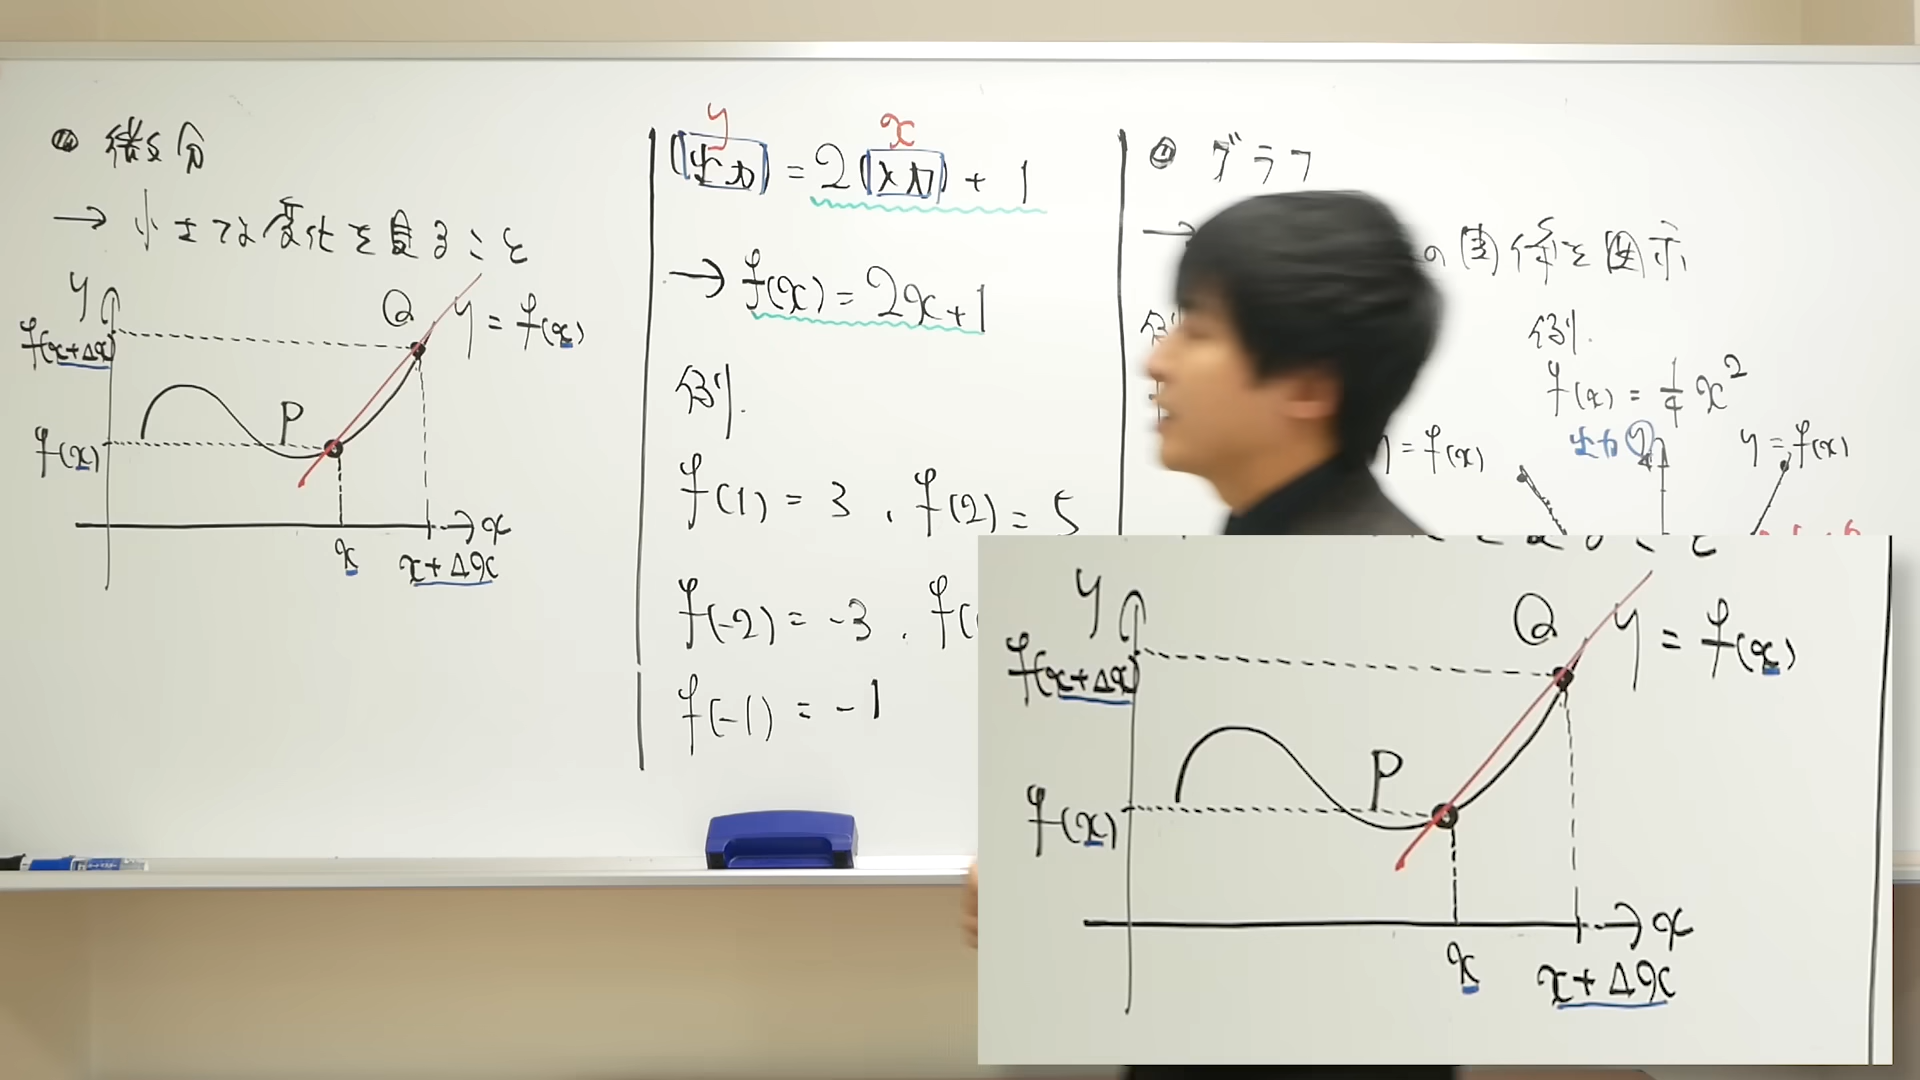 ● 微分
→ 小さな変化を見ること
y
Q y = f(x)
f(x+Δx)
P
f(x)
→ x
x x+Δx
y x
(出力) = 2(入力) + 1
→ f(x) = 2x+1
例.
f(1) = 3 , f(2) = 5
f(-2) = -3 , f(
f(-1) = -1
● グラフ
→ の関係を図示
例
例.
f(x) = 1/4 x²
y = f(x) 出力 y y = f(x)
y
Q y = f(x)
f(x+Δx)
P
f(x)
→ x
x x+Δx